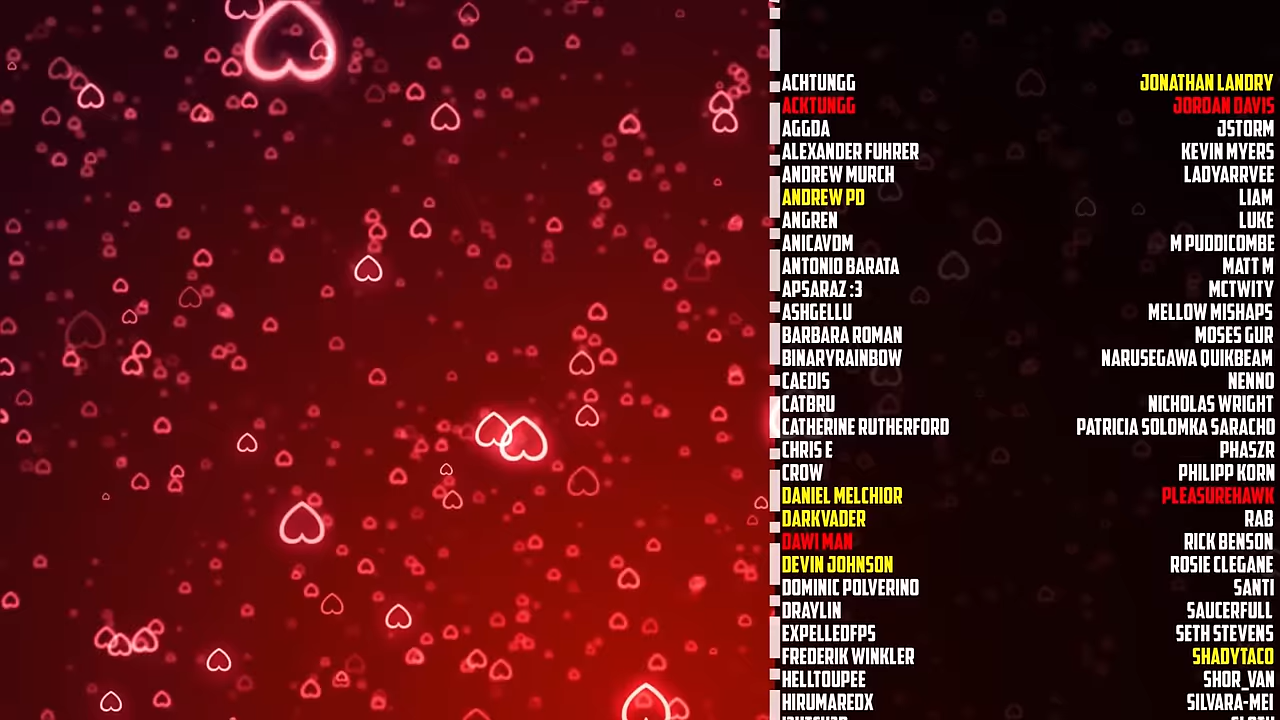 ACHTUNGG
ACKTUNGG
AGGDA
ALEXANDER FUHRER
ANDREW MURCH
ANDREW PD
ANGREN
ANICAVDM
ANTONIO BARATA
APSARAZ :3
ASHGELLU
BARBARA ROMAN
BINARYRAINBOW
CAEDIS
CATBRU
CATHERINE RUTHERFORD
CHRIS E
CROW
DANIEL MELCHIOR
DARKVADER
DAWI MAN
DEVIN JOHNSON
DOMINIC POLVERINO
DRAYLIN
EXPELLEDFPS
FREDERIK WINKLER
HELLTOUPEE
HIRUMAREDX
JONATHAN LANDRY
JORDAN DAVIS
JSTORM
KEVIN MYERS
LADYARRVEE
LIAM
LUKE
M PUDDICOMBE
MATT M
MCTWITY
MELLOW MISHAPS
MOSES GUR
NARUSEGAWA QUIKBEAM
NENNO
NICHOLAS WRIGHT
PATRICIA SOLOMKA SARACHO
PHASZR
PHILIPP KORN
PLEASUREHAWK
RAB
RICK BENSON
ROSIE CLEGANE
SANTI
SAUCERFULL
SETH STEVENS
SHADYTACO
SHOR_VAN
SILVARA-MEI